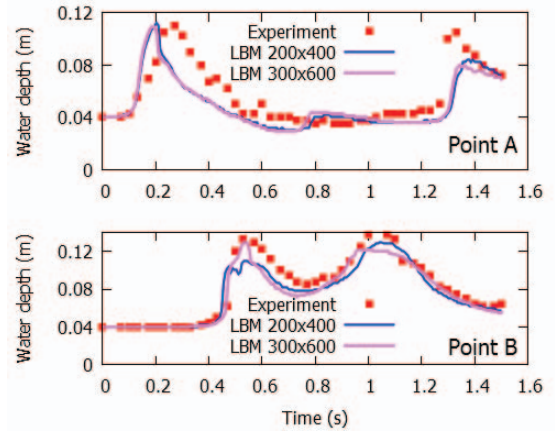 Water depth (m)
0.12
0.08
0.04
0
Experiment
LBM 200x400
LBM 300x600
Point A
0 0.2 0.4 0.6 0.8 1 1.2 1.4 1.6
Water depth (m)
0.12
0.08
0.04
0
Experiment
LBM 200x400
LBM 300x600
Point B
0 0.2 0.4 0.6 0.8 1 1.2 1.4 1.6
Time (s)